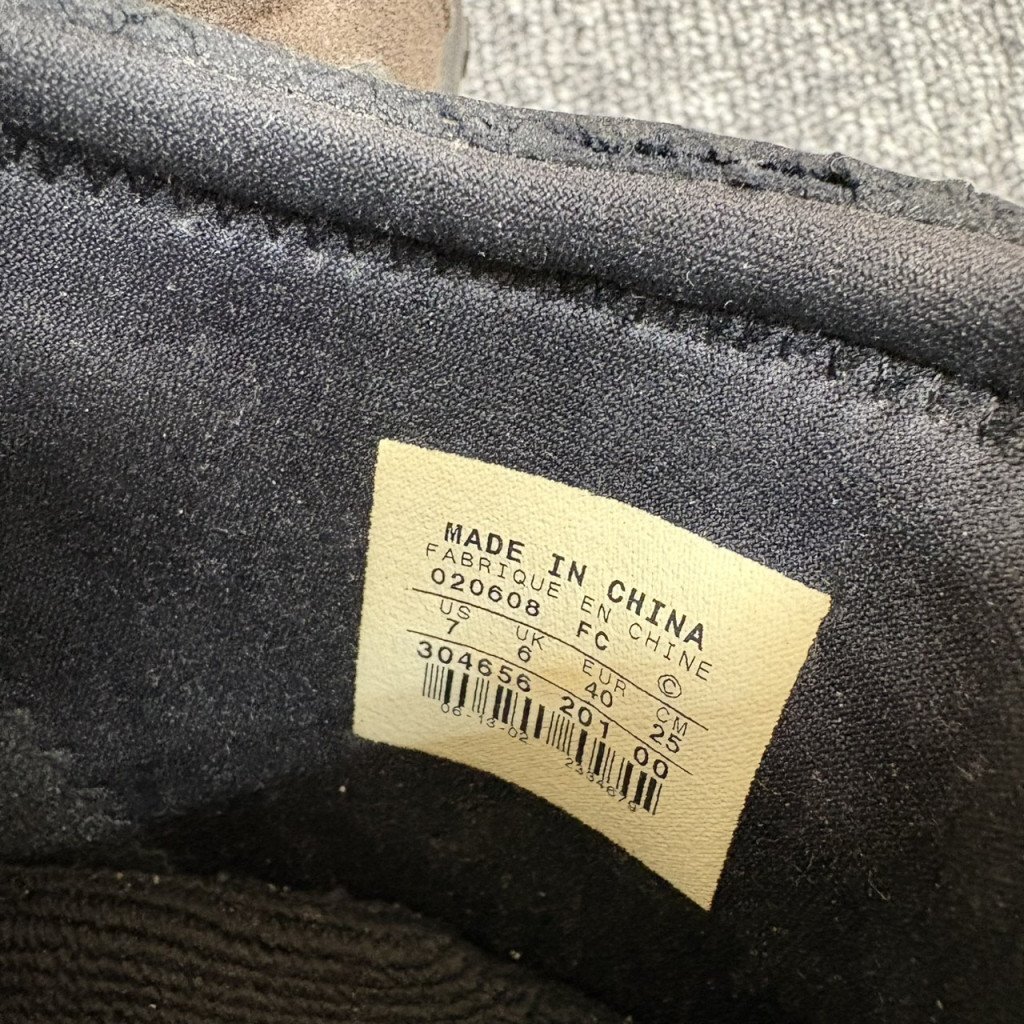 MADE IN CHINA
FABRIQUE EN CHINE
020608 FC ©
US UK EUR CM
7 6 40 25
304656 201 00
06-13-02 2334679